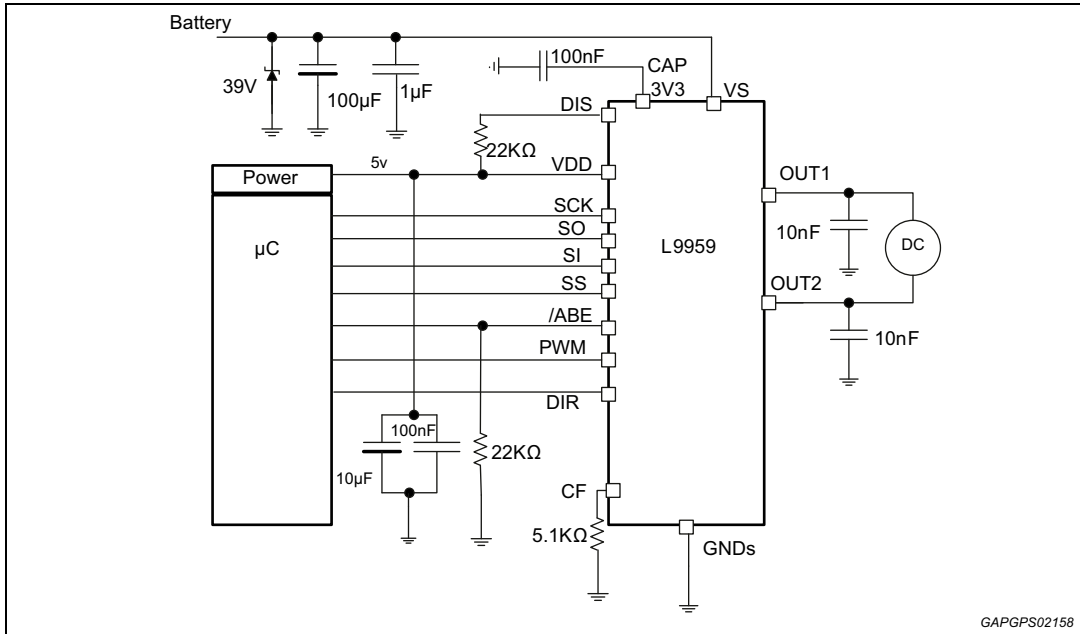 Battery
39V
100µF
1µF
100nF
CAP
3V3
VS
DIS
22KΩ
5v
VDD
Power
µC
SCK
SO
SI
SS
/ABE
PWM
DIR
L9959
OUT1
10nF
DC
OUT2
10nF
100nF
10µF
22KΩ
CF
5.1KΩ
GNDs
GAPGPS02158